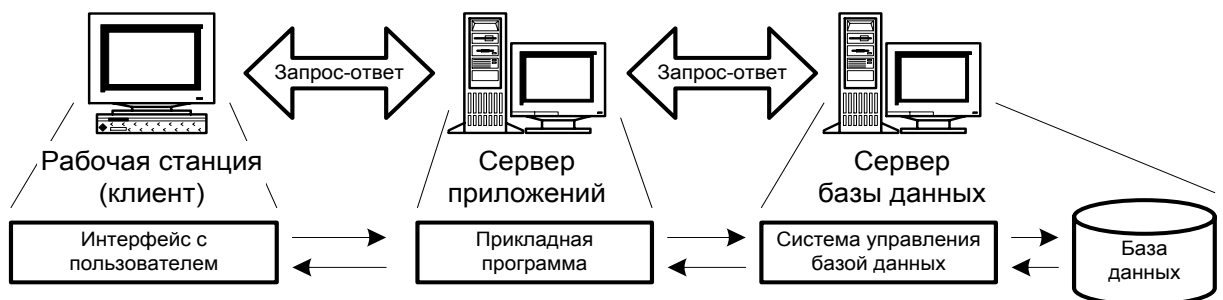 Запрос-ответ
Запрос-ответ
Рабочая станция
(клиент)
Сервер
приложений
Сервер
базы данных
Интерфейс с
пользователем
Прикладная
программа
Система управления
базой данных
База
данных